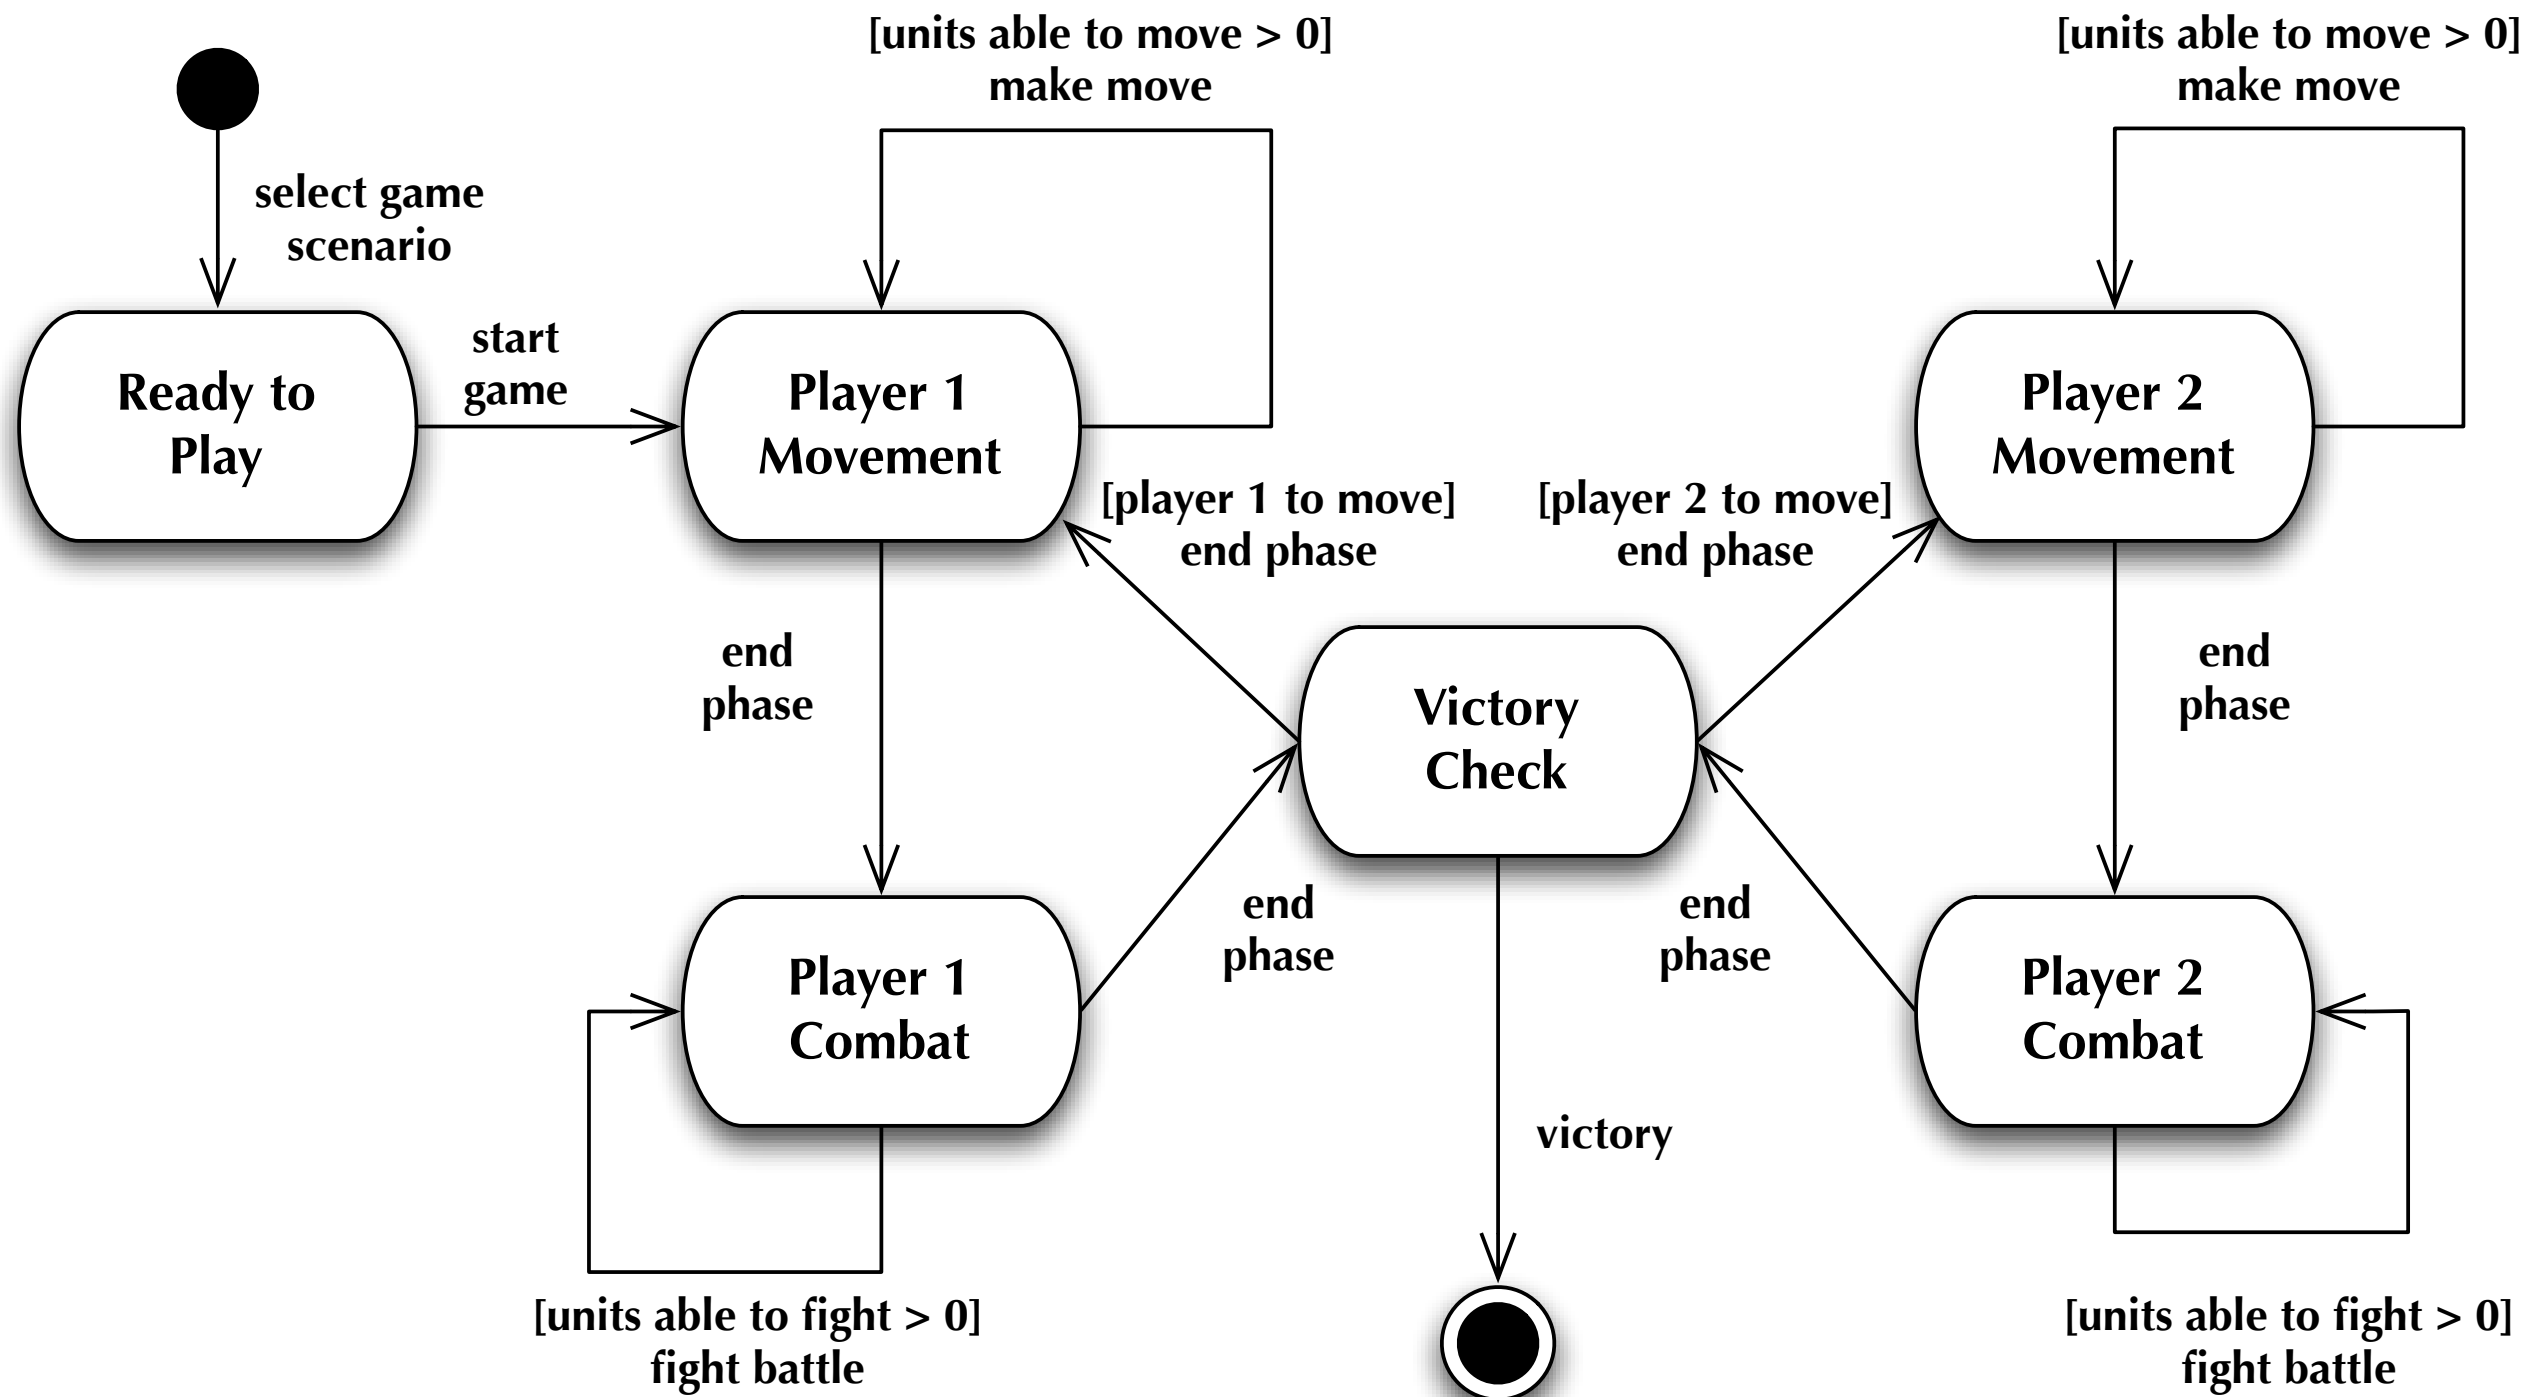 [units able to move > 0]
make move
[units able to move > 0]
make move
select game
scenario
start
game
Ready to
Play
Player 1
Movement
Player 2
Movement
[player 1 to move]
end phase
[player 2 to move]
end phase
end
phase
Victory
Check
end
phase
end
phase
end
phase
Player 1
Combat
Player 2
Combat
victory
[units able to fight > 0]
fight battle
[units able to fight > 0]
fight battle